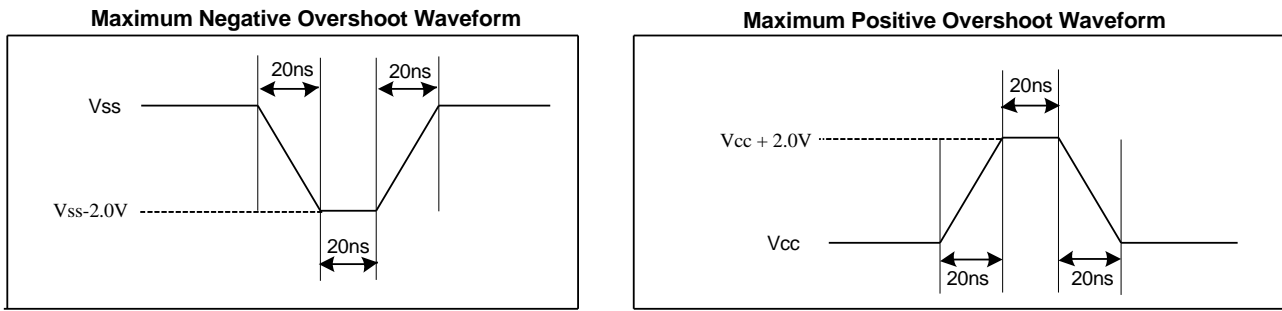 Maximum Negative Overshoot Waveform
20ns
20ns
Vss
Vss-2.0V
20ns
Maximum Positive Overshoot Waveform
20ns
Vcc + 2.0V
Vcc
20ns
20ns